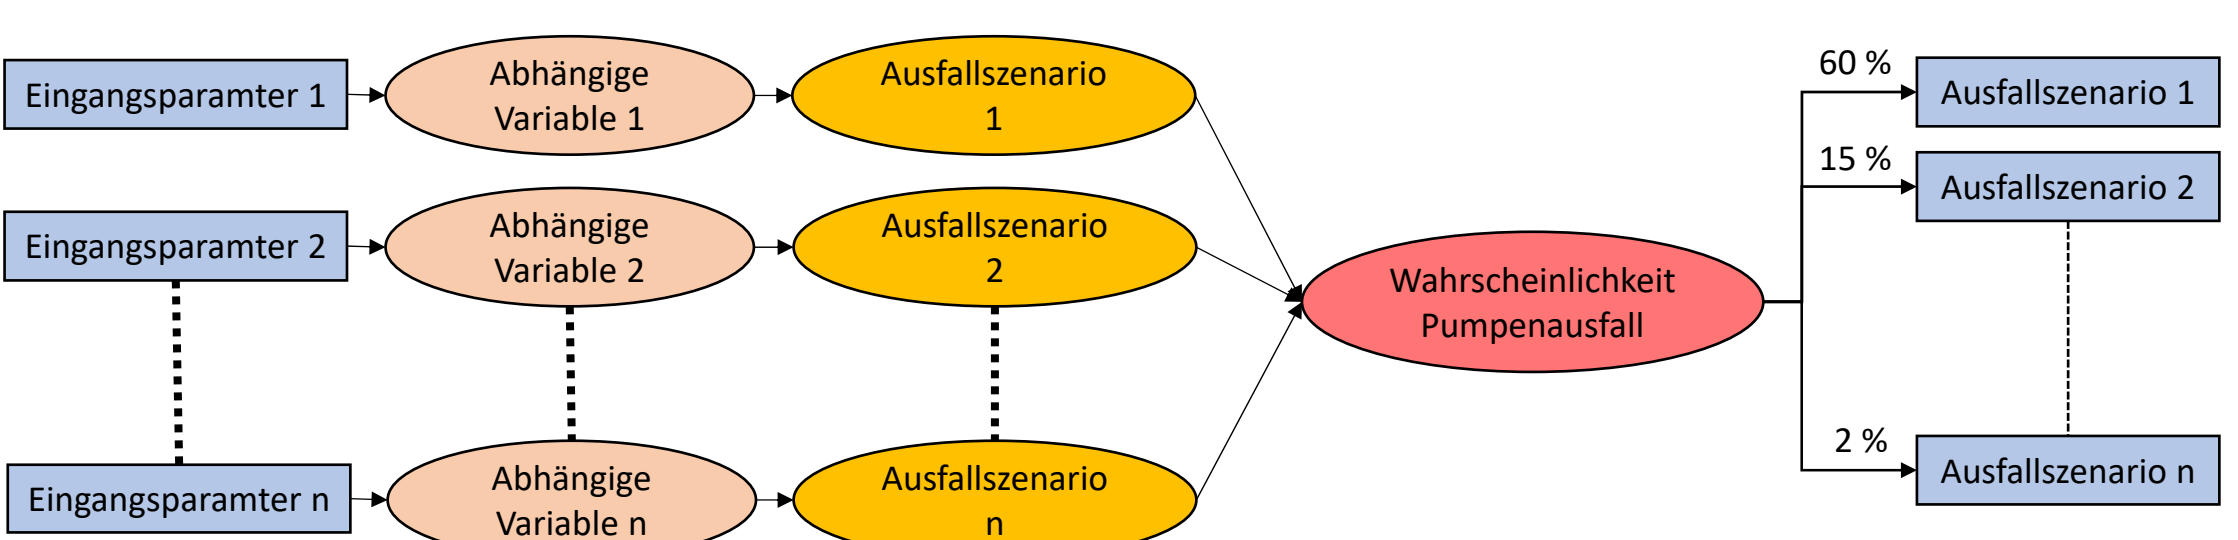 Eingangsparamter 1
Abhängige
Variable 1
Ausfallszenario
1
Eingangsparamter 2
Abhängige
Variable 2
Ausfallszenario
2
Eingangsparamter n
Abhängige
Variable n
Ausfallszenario
n
Wahrscheinlichkeit
Pumpenausfall
60 %
Ausfallszenario 1
15 %
Ausfallszenario 2
2 %
Ausfallszenario n